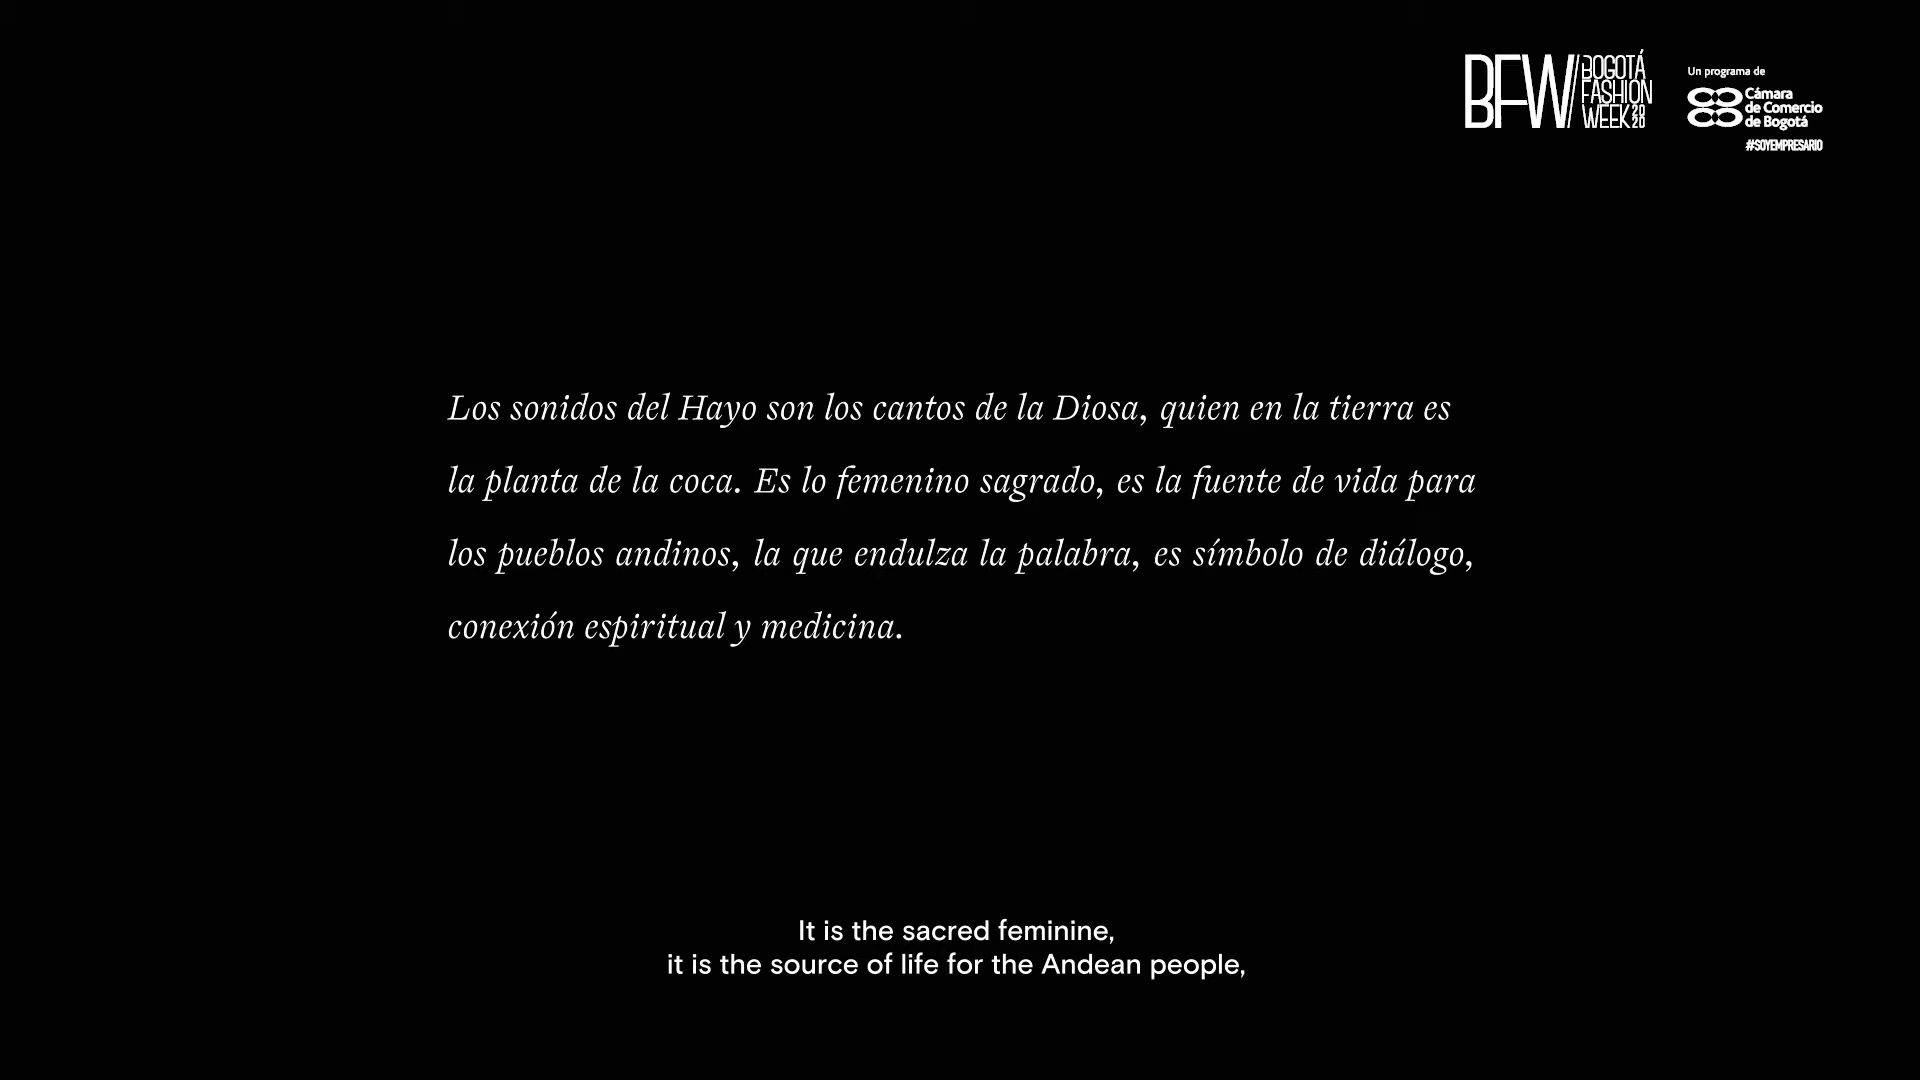 BFW/ BOGOTÁ
FASHION
WEEK 2020
Un programa de
Cámara
de Comercio
de Bogotá
#SOYEMPRESARIO
Los sonidos del Hayo son los cantos de la Diosa, quien en la tierra es
la planta de la coca. Es lo femenino sagrado, es la fuente de vida para
los pueblos andinos, la que endulza la palabra, es símbolo de diálogo,
conexión espiritual y medicina.
It is the sacred feminine,
it is the source of life for the Andean people,